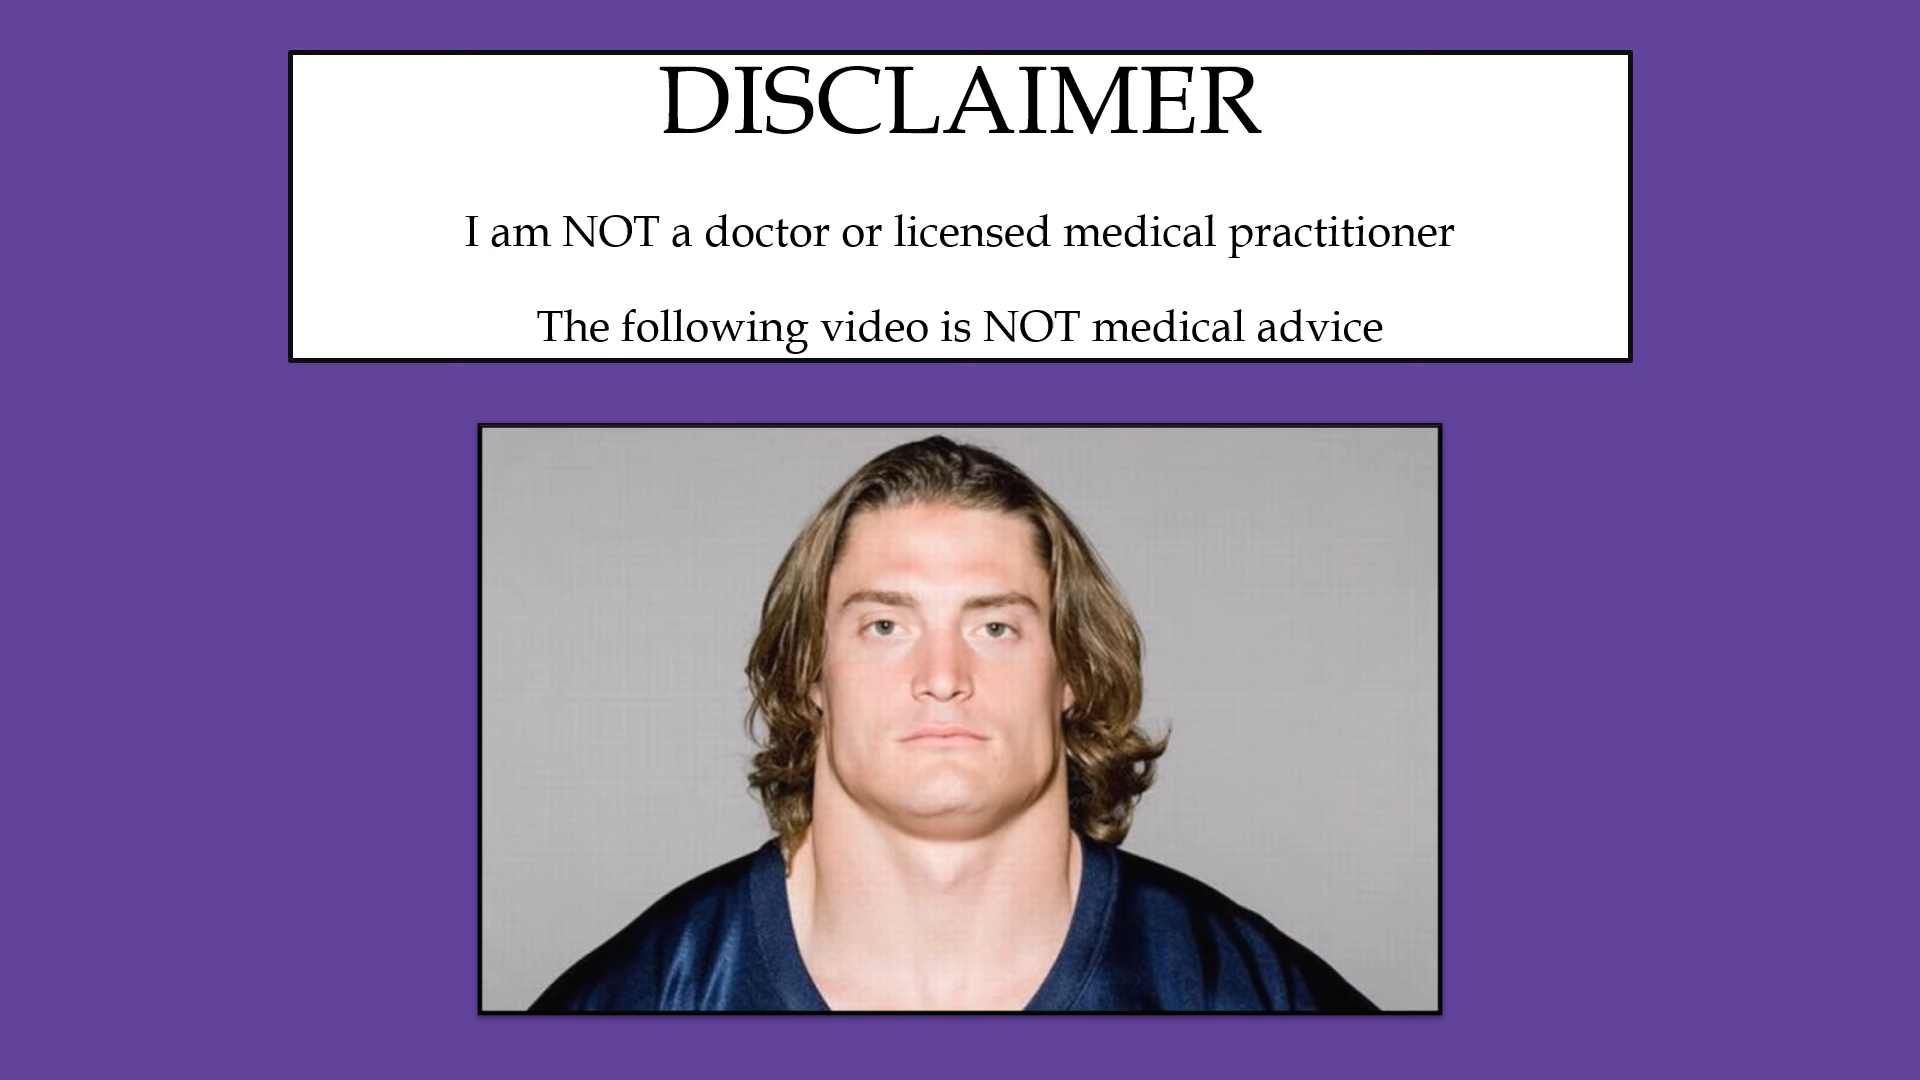 DISCLAIMER
I am NOT a doctor or licensed medical practitioner
The following video is NOT medical advice